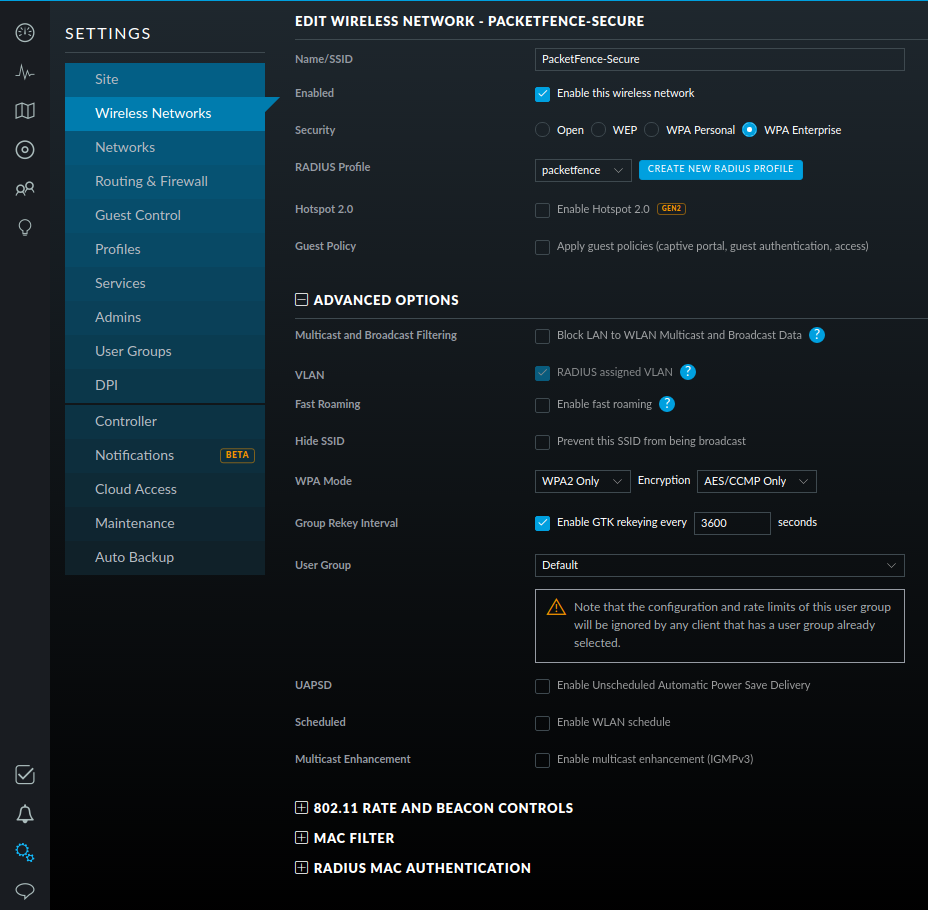 SETTINGS
Site
Wireless Networks
Networks
Routing & Firewall
Guest Control
Profiles
Services
Admins
User Groups
DPI
Controller
Notifications BETA
Cloud Access
Maintenance
Auto Backup
EDIT WIRELESS NETWORK - PACKETFENCE-SECURE
Name/SSID PacketFence-Secure
Enabled Enable this wireless network
Security Open WEP WPA Personal WPA Enterprise
RADIUS Profile packetfence CREATE NEW RADIUS PROFILE
Hotspot 2.0 Enable Hotspot 2.0 GEN2
Guest Policy Apply guest policies (captive portal, guest authentication, access)
ADVANCED OPTIONS
Multicast and Broadcast Filtering Block LAN to WLAN Multicast and Broadcast Data ?
VLAN RADIUS assigned VLAN ?
Fast Roaming Enable fast roaming ?
Hide SSID Prevent this SSID from being broadcast
WPA Mode WPA2 Only Encryption AES/CCMP Only
Group Rekey Interval Enable GTK rekeying every 3600 seconds
User Group Default
Note that the configuration and rate limits of this user group
will be ignored by any client that has a user group already
selected.
UAPSD Enable Unscheduled Automatic Power Save Delivery
Scheduled Enable WLAN schedule
Multicast Enhancement Enable multicast enhancement (IGMPv3)
802.11 RATE AND BEACON CONTROLS
MAC FILTER
RADIUS MAC AUTHENTICATION